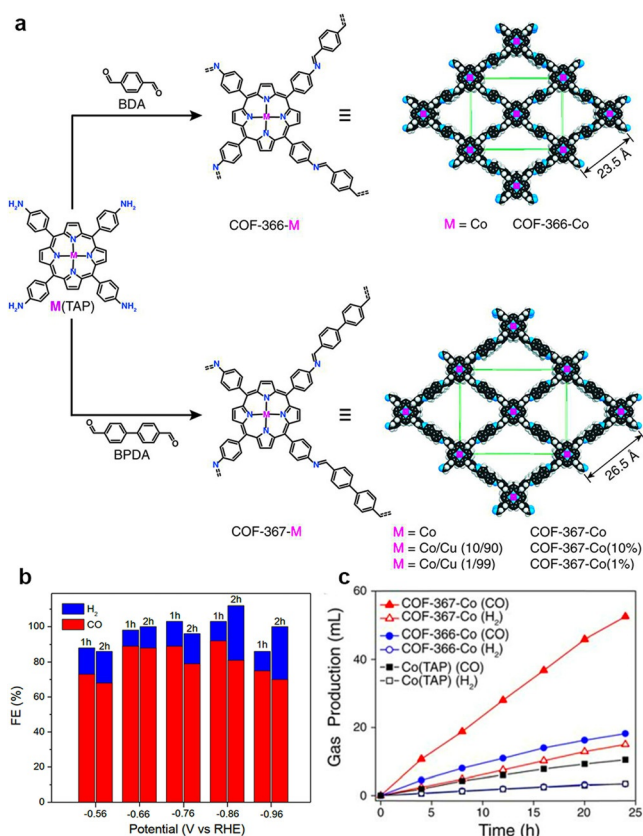 a
BDA
O
O
H₂N
NH₂
N
N
N
N
M
H₂N
NH₂
M(TAP)
BPDA
O
O
N
N
N
N
N
N
M
N
N
COF-366-M
≡
23.5 Å
M = Co COF-366-Co
N
N
N
N
N
N
M
N
N
COF-367-M
≡
26.5 Å
M = Co COF-367-Co
M = Co/Cu (10/90) COF-367-Co(10%)
M = Co/Cu (1/99) COF-367-Co(1%)
b
H₂
CO
1h 2h 1h 2h 1h 2h 1h 2h 1h 2h
100
80
60
40
20
0
FE (%)
-0.56 -0.66 -0.76 -0.86 -0.96
Potential (V vs RHE)
c
COF-367-Co (CO)
COF-367-Co (H₂)
COF-366-Co (CO)
COF-366-Co (H₂)
Co(TAP) (CO)
Co(TAP) (H₂)
60
40
20
0
Gas Production (mL)
0 5 10 15 20 25
Time (h)